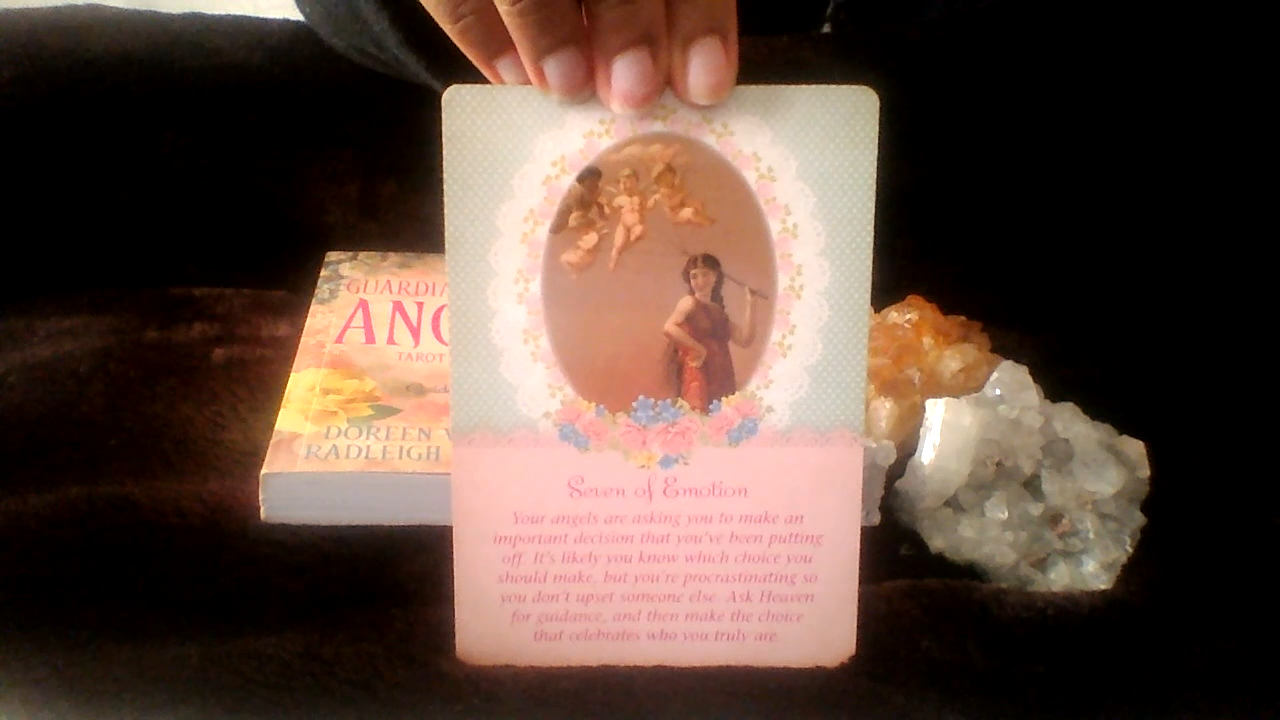 GUARDIA
ANG
TAROT
DOREEN V
RADLEIGH
Seven of Emotion
Your angels are asking you to make an
important decision that you've been putting
off. It's likely you know which choice you
should make, but you're procrastinating so
you don't upset someone else. Ask Heaven
for guidance, and then make the choice
that celebrates who you truly are.